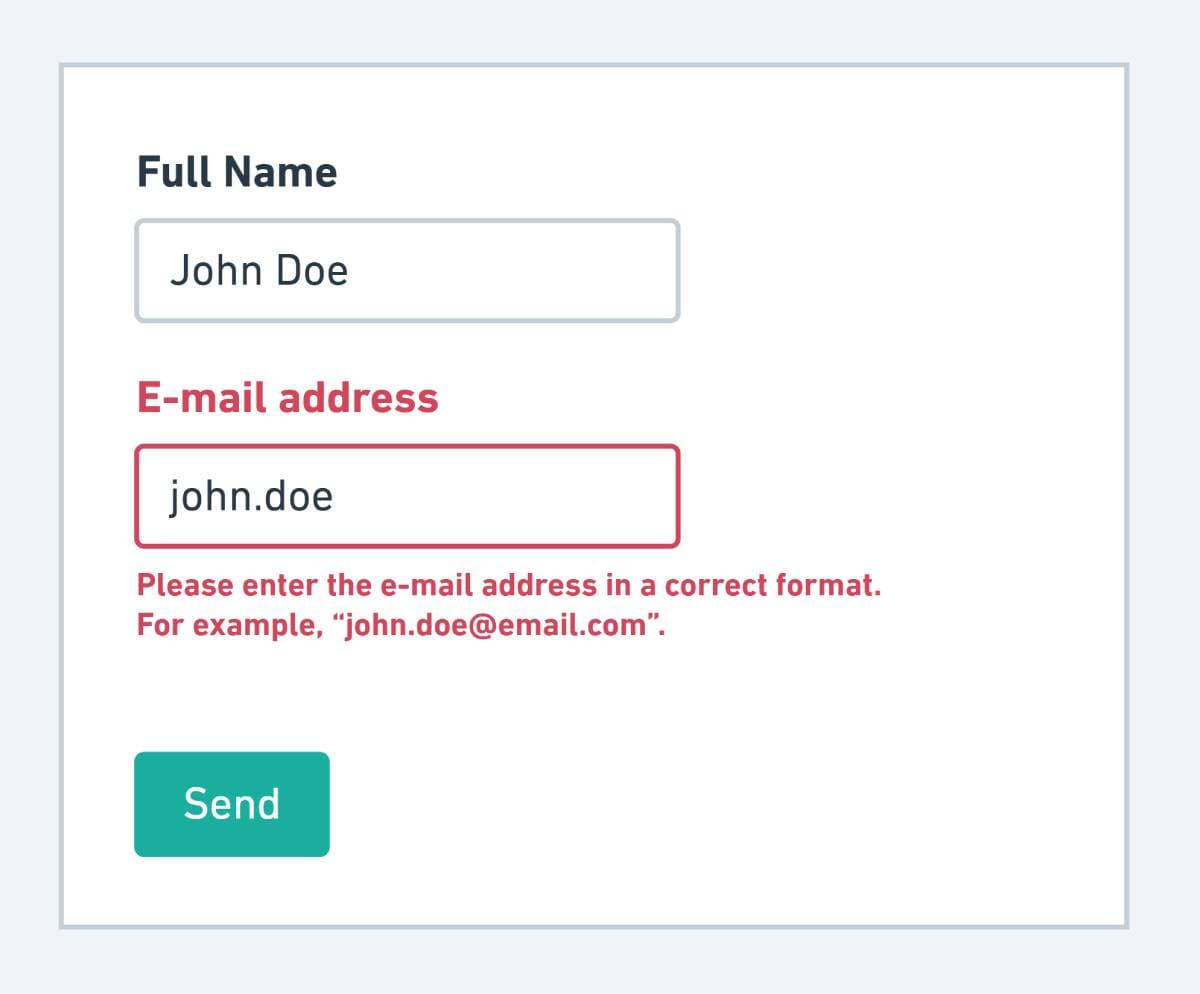 Full Name
John Doe
E-mail address
john.doe
Please enter the e-mail address in a correct format.
For example, “john.doe@email.com”.
Send